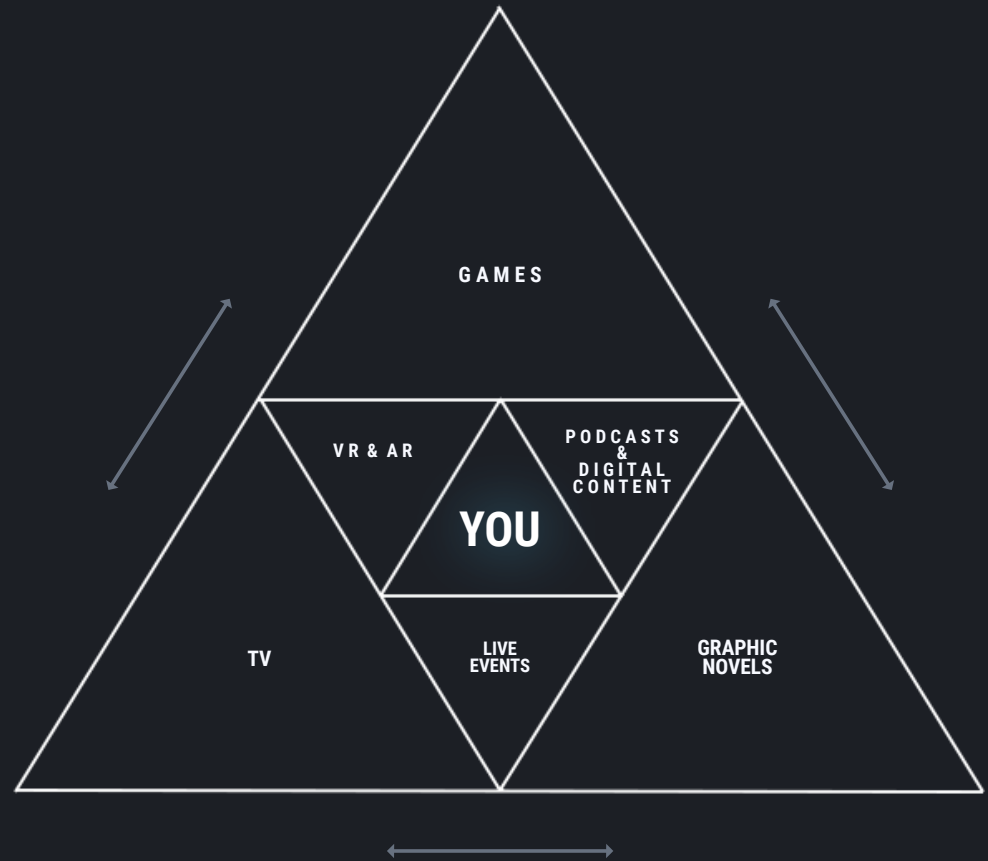 GAMES
VR & AR
PODCASTS
&
DIGITAL
CONTENT
YOU
TV
LIVE
EVENTS
GRAPHIC
NOVELS